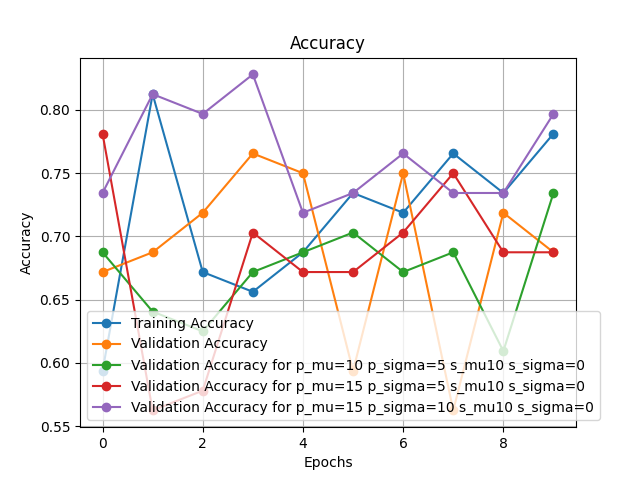 Accuracy
0.80
0.75
0.70
0.65
0.60
0.55
Accuracy
Training Accuracy
Validation Accuracy
Validation Accuracy for p_mu=10 p_sigma=5 s_mu10 s_sigma=0
Validation Accuracy for p_mu=15 p_sigma=5 s_mu10 s_sigma=0
Validation Accuracy for p_mu=15 p_sigma=10 s_mu10 s_sigma=0
0 2 4 6 8
Epochs